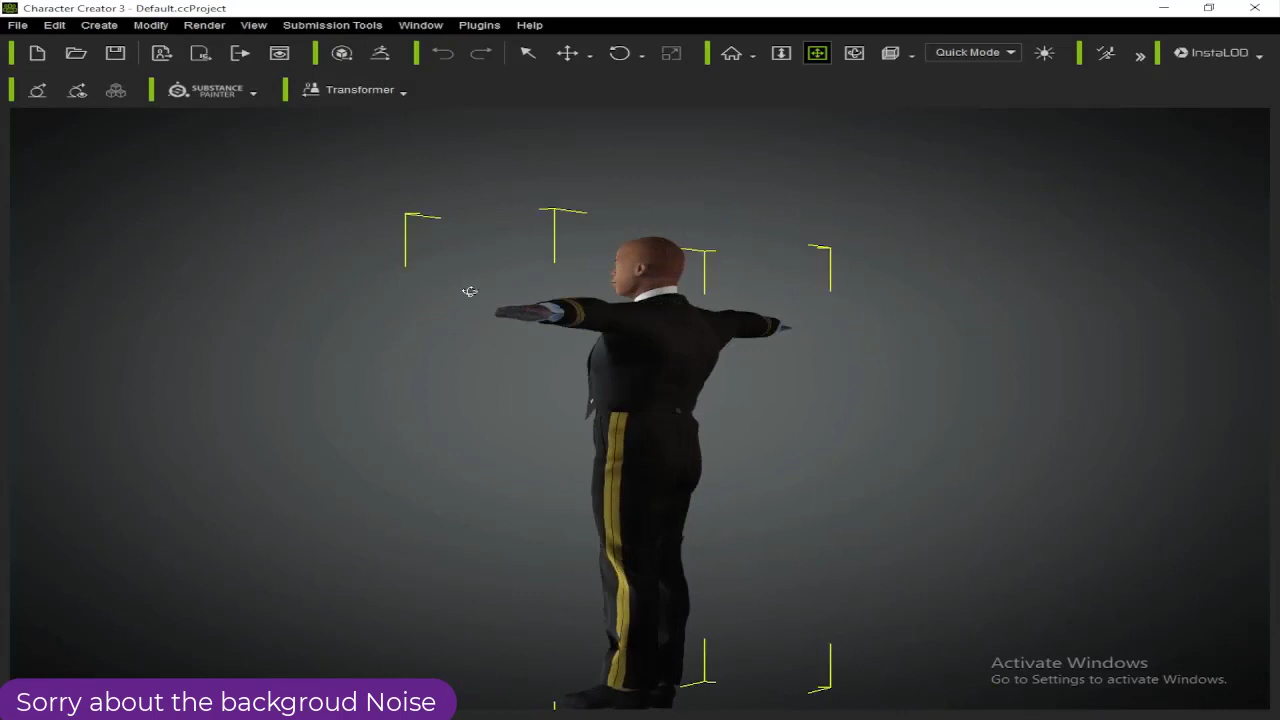 Character Creator 3 - Default.ccProject
File Edit Create Modify Render View Submission Tools Window Plugins Help
Quick Mode
InstaLOD
SUBSTANCE
PAINTER
Transformer
Activate Windows
Go to Settings to activate Windows.
Sorry about the backgroud Noise